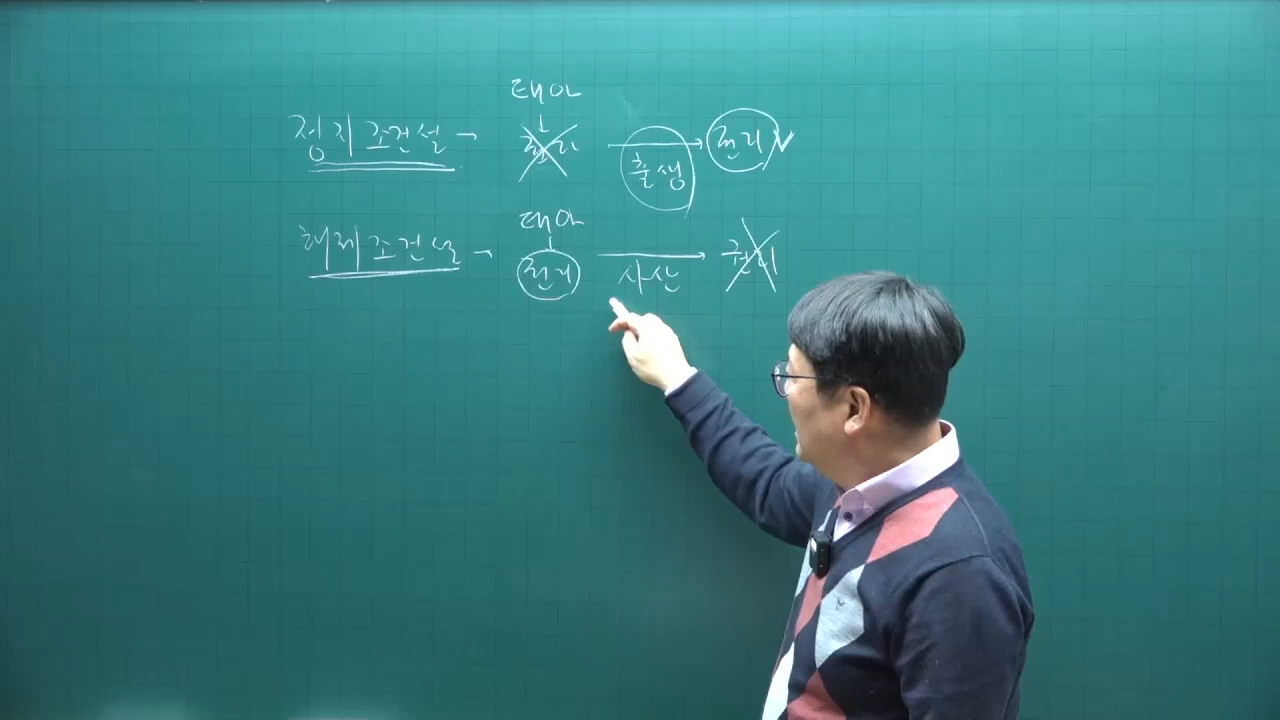 태아
정지조건설 → 권리 출생 → 권리 ✓
태아
해제조건설 → 권리 사산 → 권리